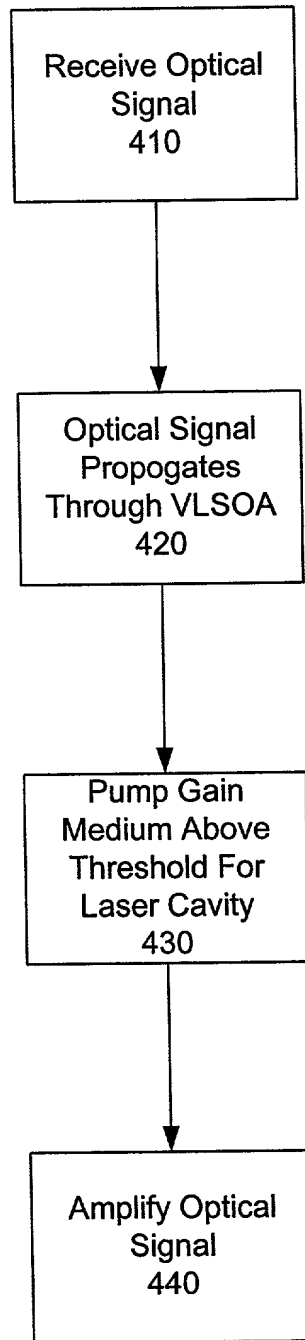 Receive Optical
Signal
410
Optical Signal
Propogates
Through VLSOA
420
Pump Gain
Medium Above
Threshold For
Laser Cavity
430
Amplify Optical
Signal
440